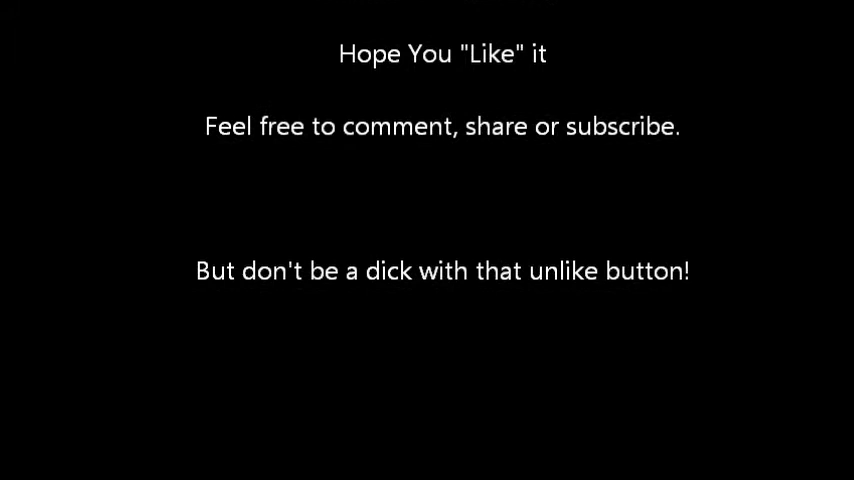 Hope You "Like" it
Feel free to comment, share or subscribe.
But don't be a dick with that unlike button!